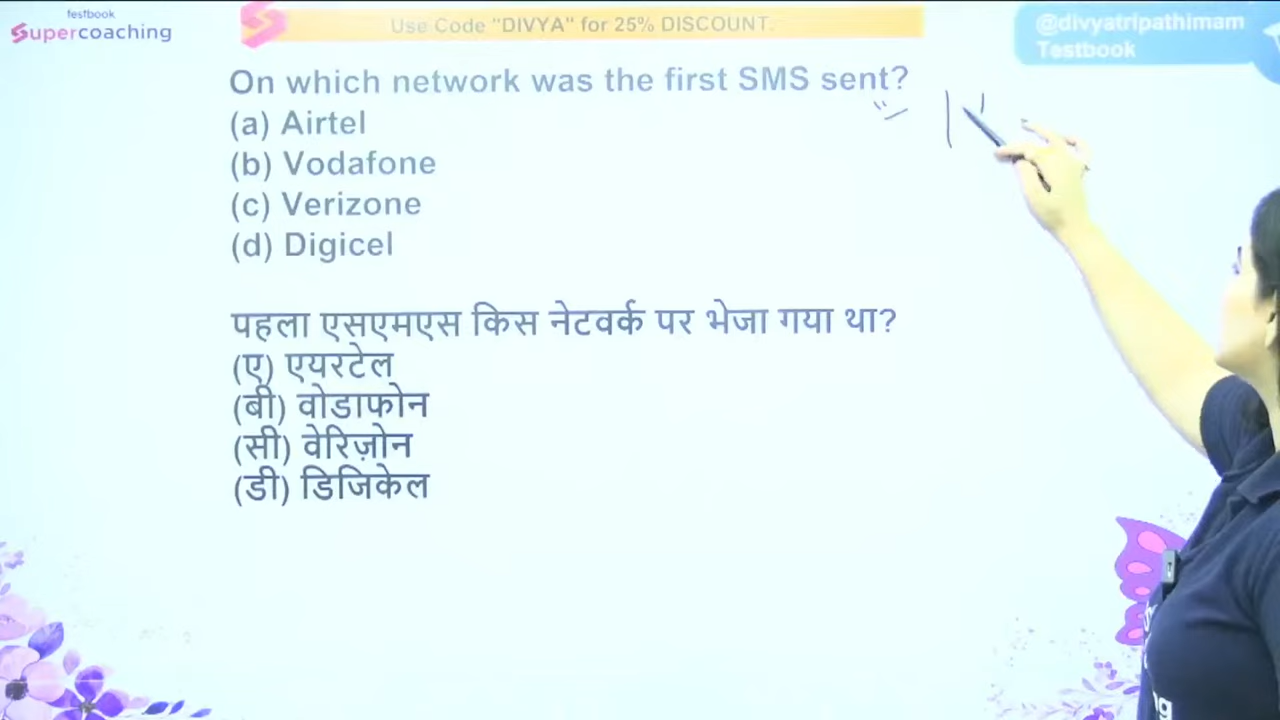 testbook
Supercoaching
Use Code "DIVYA" for 25% DISCOUNT.
@divyatripathimam
Testbook
On which network was the first SMS sent?
(a) Airtel
(b) Vodafone
(c) Verizone
(d) Digicel
पहला एसएमएस किस नेटवर्क पर भेजा गया था?
(ए) एयरटेल
(बी) वोडाफोन
(सी) वेरिज़ोन
(डी) डिजिकेल